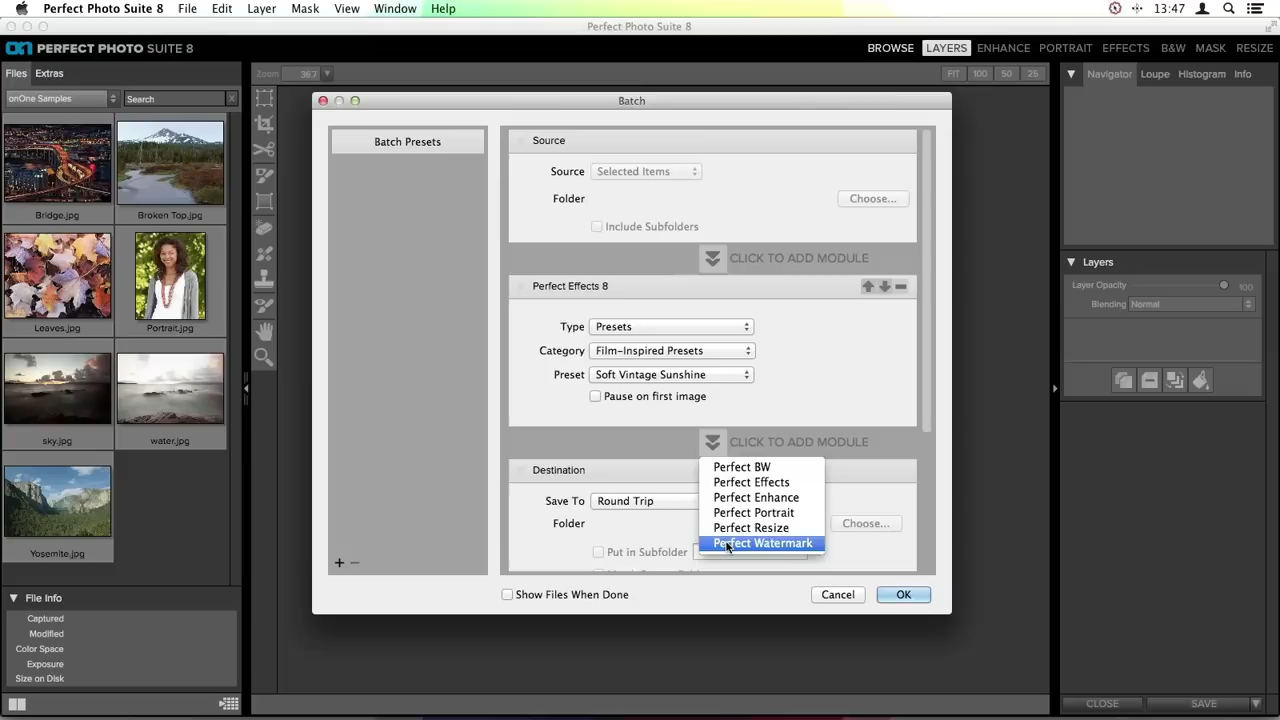 Perfect Photo Suite 8 File Edit Layer Mask View Window Help 13:47
Perfect Photo Suite 8
on PERFECT PHOTO SUITE 8 BROWSE LAYERS ENHANCE PORTRAIT EFFECTS B&W MASK RESIZE
Files Extras Zoom 367 FIT 100 50 25 Navigator Loupe Histogram Info
onOne Samples Search
Batch
Batch Presets
Source
Source Selected Items
Folder Choose...
Include Subfolders
CLICK TO ADD MODULE
Perfect Effects 8
Type Presets
Category Film-Inspired Presets
Preset Soft Vintage Sunshine
Pause on first image
CLICK TO ADD MODULE
Perfect BW
Perfect Effects
Perfect Enhance
Perfect Portrait
Perfect Resize
Perfect Watermark
Destination
Save To Round Trip
Folder Choose...
Put in Subfolder
Show Files When Done Cancel OK
Bridge.jpg Broken Top.jpg
Leaves.jpg Portrait.jpg
sky.jpg water.jpg
Yosemite.jpg
File Info
Captured
Modified
Color Space
Exposure
Size on Disk
Layers
Layer Opacity 100
Blending Normal
CLOSE SAVE